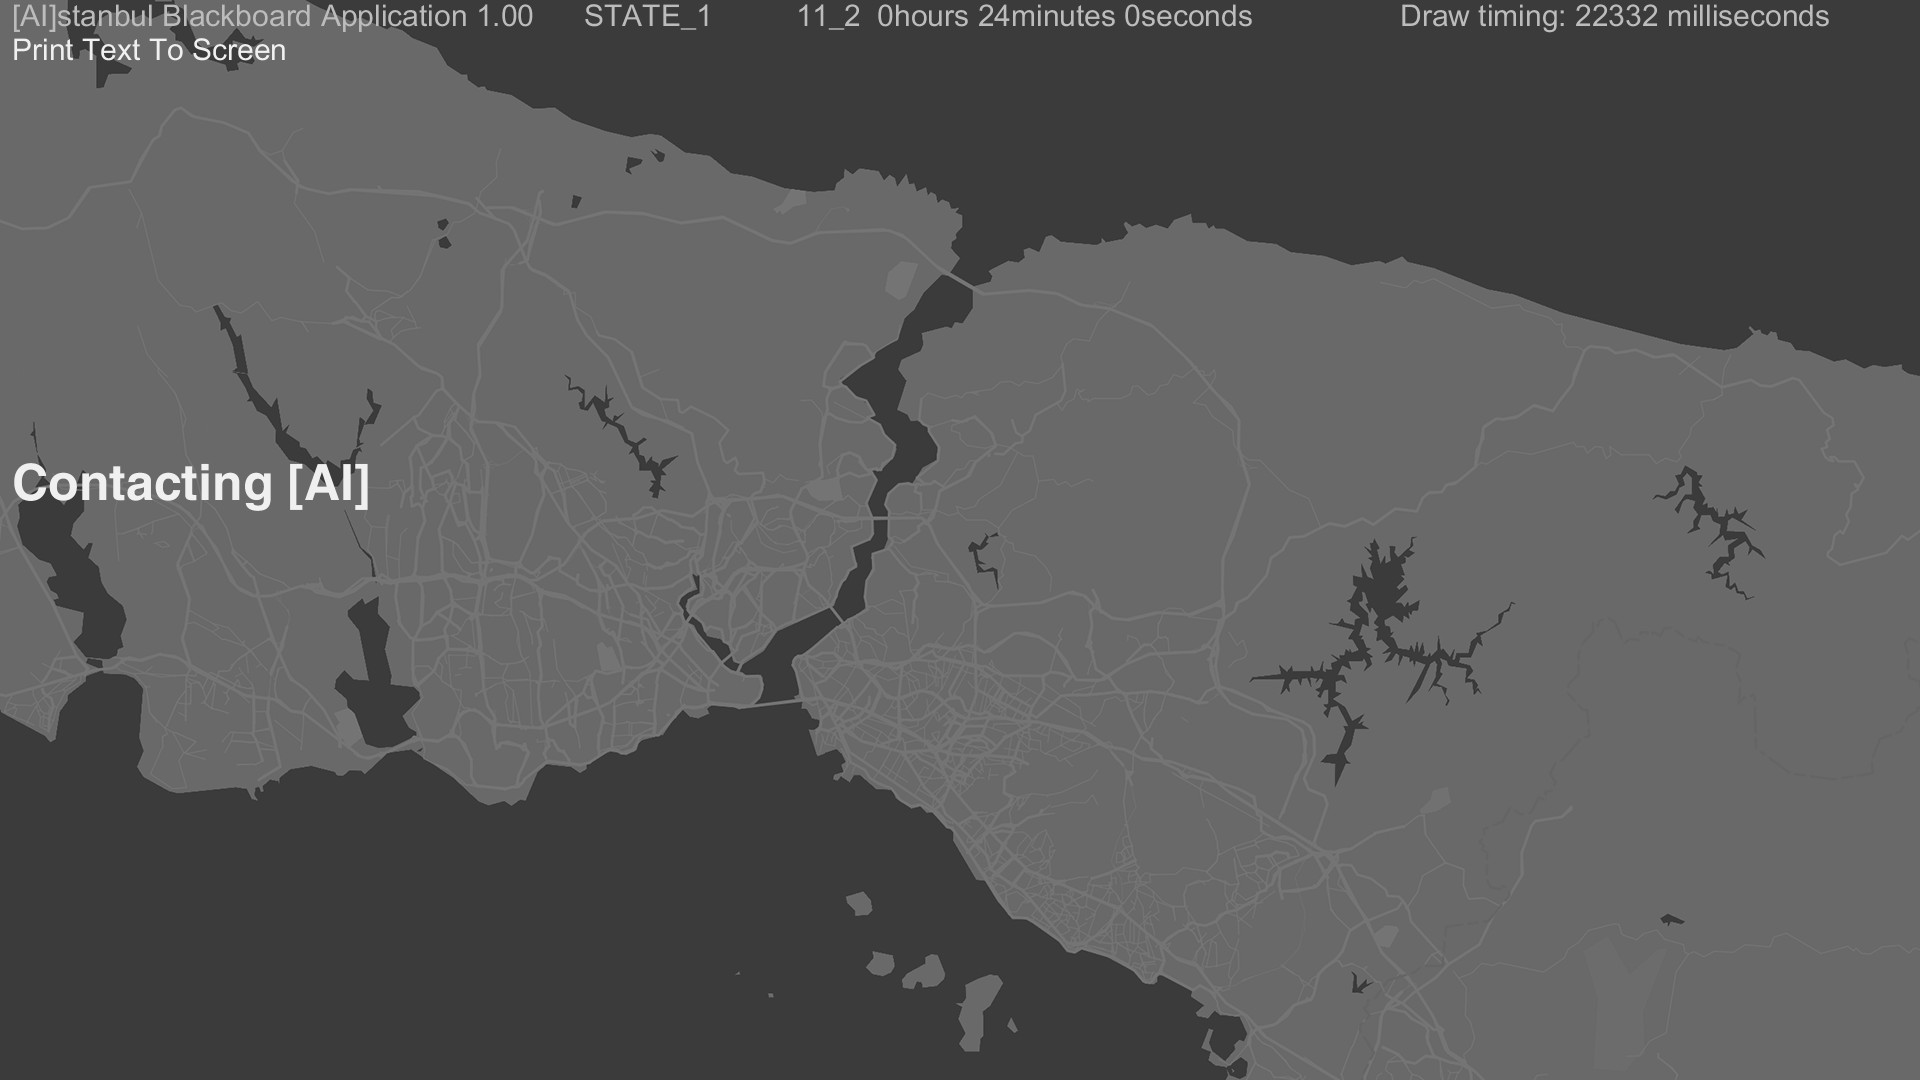 [AI]stanbul Blackboard Application 1.00 STATE_1 11_2 0hours 24minutes 0seconds Draw timing: 22332 milliseconds
Print Text To Screen
Contacting [AI]